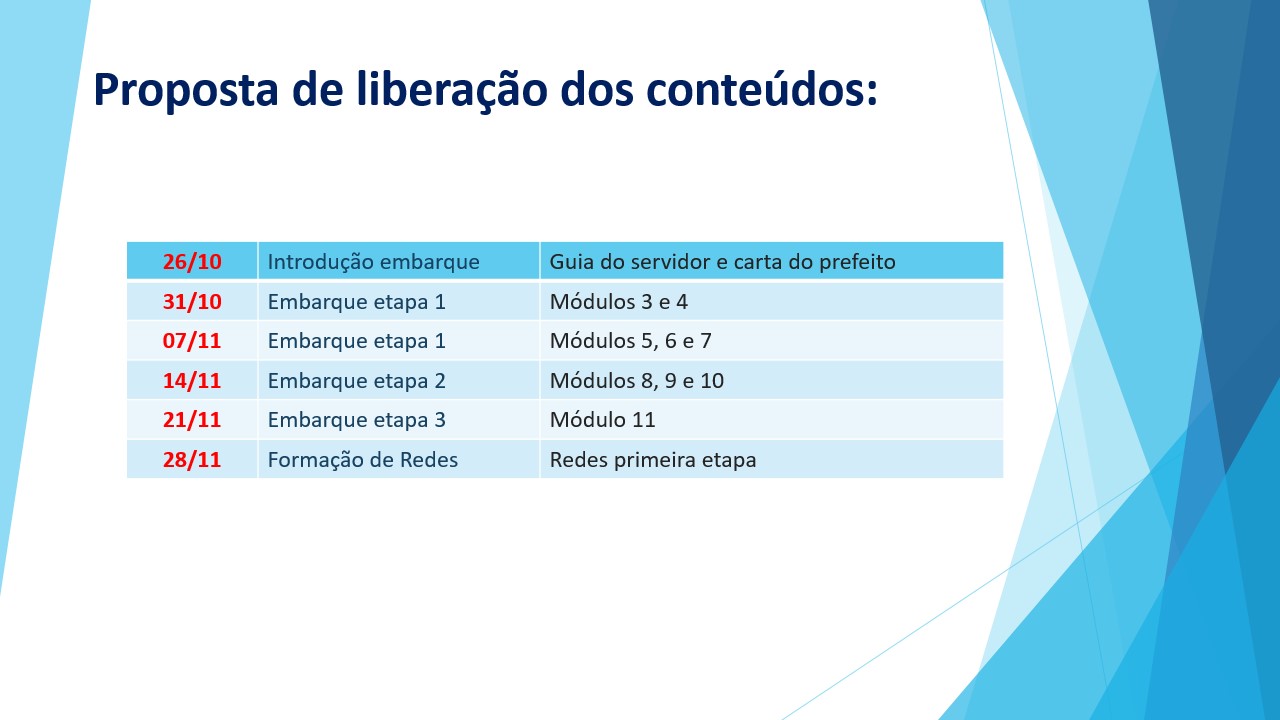 Proposta de liberação dos conteúdos:
26/10 Introdução embarque Guia do servidor e carta do prefeito
31/10 Embarque etapa 1 Módulos 3 e 4
07/11 Embarque etapa 1 Módulos 5, 6 e 7
14/11 Embarque etapa 2 Módulos 8, 9 e 10
21/11 Embarque etapa 3 Módulo 11
28/11 Formação de Redes Redes primeira etapa